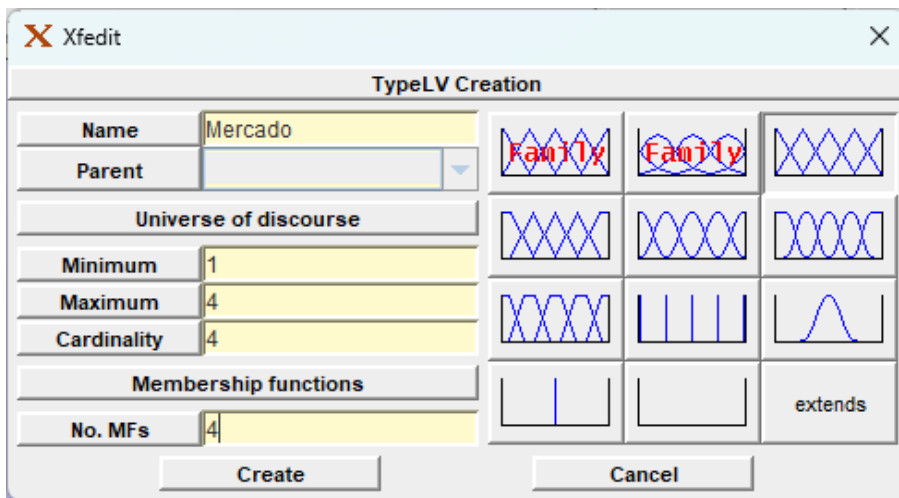 Xfedit
TypeLV Creation
Name
Mercado
Parent
Universe of discourse
Minimum
1
Maximum
4
Cardinality
4
Membership functions
No. MFs
4
Family
Family
extends
Create
Cancel